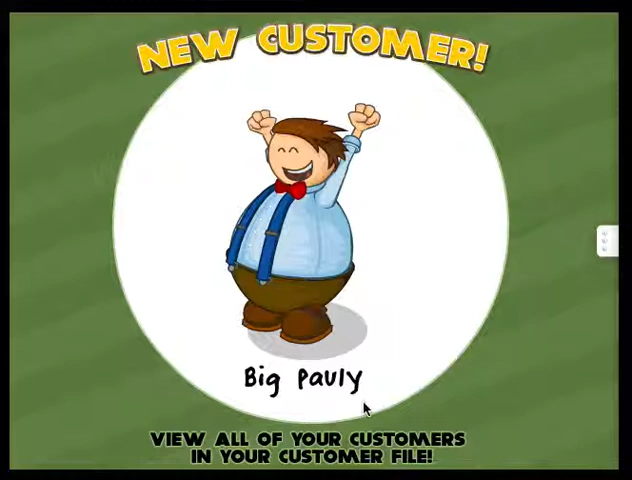 NEW CUSTOMER!
Big Pauly
VIEW ALL OF YOUR CUSTOMERS
IN YOUR CUSTOMER FILE!